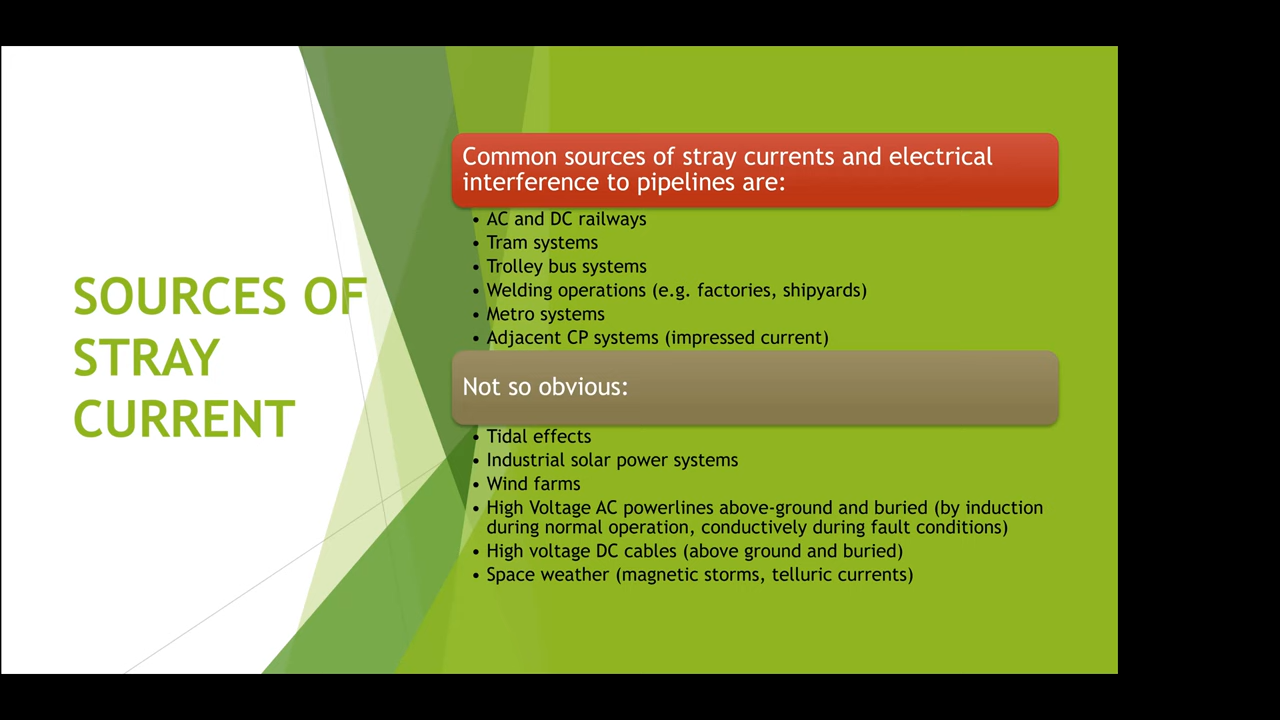 SOURCES OF
STRAY
CURRENT
Common sources of stray currents and electrical
interference to pipelines are:
• AC and DC railways
• Tram systems
• Trolley bus systems
• Welding operations (e.g. factories, shipyards)
• Metro systems
• Adjacent CP systems (impressed current)
Not so obvious:
• Tidal effects
• Industrial solar power systems
• Wind farms
• High Voltage AC powerlines above-ground and buried (by induction
during normal operation, conductively during fault conditions)
• High voltage DC cables (above ground and buried)
• Space weather (magnetic storms, telluric currents)